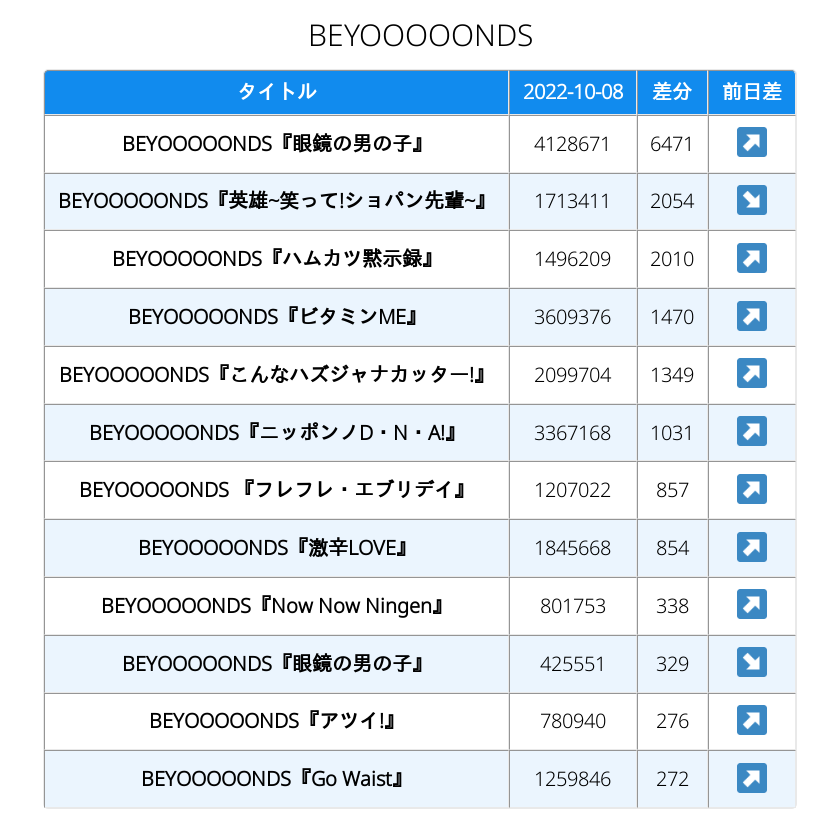 BEYOOOOONDS
タイトル 2022-10-08 差分 前日差
BEYOOOOONDS『眼鏡の男の子』 4128671 6471 ↗
BEYOOOOONDS『英雄~笑って!ショパン先輩~』 1713411 2054 ↘
BEYOOOOONDS『ハムカツ黙示録』 1496209 2010 ↗
BEYOOOOONDS『ビタミンME』 3609376 1470 ↗
BEYOOOOONDS『こんなハズジャナカッター!』 2099704 1349 ↗
BEYOOOOONDS『ニッポンノD・N・A!』 3367168 1031 ↗
BEYOOOOONDS 『フレフレ・エブリデイ』 1207022 857 ↗
BEYOOOOONDS『激辛LOVE』 1845668 854 ↗
BEYOOOOONDS『Now Now Ningen』 801753 338 ↗
BEYOOOOONDS『眼鏡の男の子』 425551 329 ↘
BEYOOOOONDS『アツイ!』 780940 276 ↗
BEYOOOOONDS『Go Waist』 1259846 272 ↗